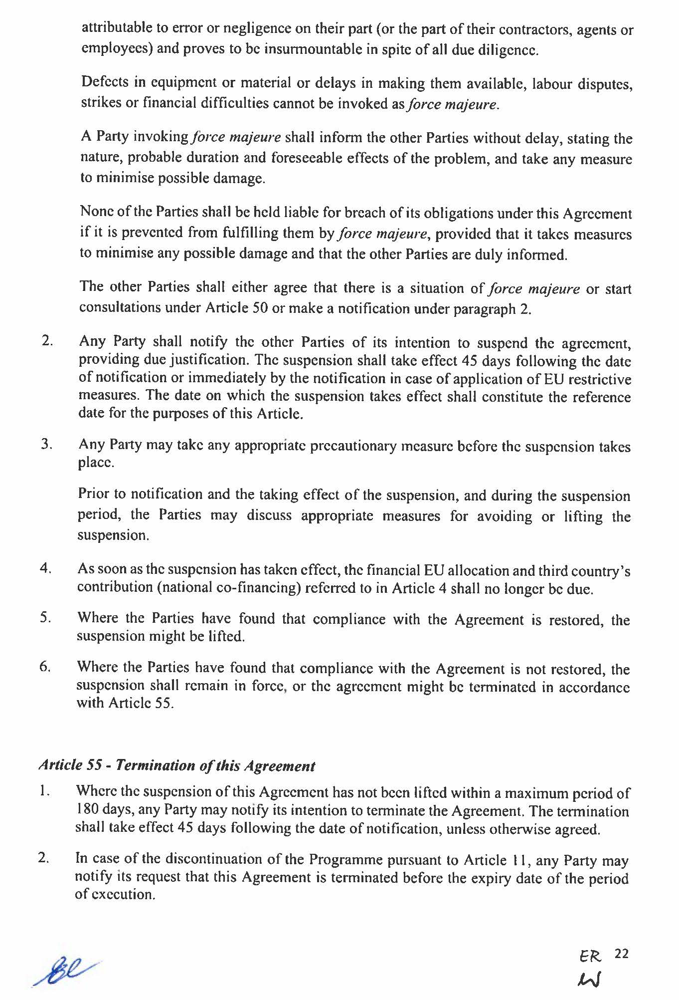 attributable to error or negligence on their part (or the part of their contractors, agents or
employees) and proves to be insurmountable in spite of all due diligence.
Defects in equipment or material or delays in making them available, labour disputes,
strikes or financial difficulties cannot be invoked as force majeure.
A Party invoking force majeure shall inform the other Parties without delay, stating the
nature, probable duration and foreseeable effects of the problem, and take any measure
to minimise possible damage.
None of the Parties shall be held liable for breach of its obligations under this Agreement
if it is prevented from fulfilling them by force majeure, provided that it takes measures
to minimise any possible damage and that the other Parties are duly informed.
The other Parties shall either agree that there is a situation of force majeure or start
consultations under Article 50 or make a notification under paragraph 2.
2. Any Party shall notify the other Parties of its intention to suspend the agreement,
providing due justification. The suspension shall take effect 45 days following the date
of notification or immediately by the notification in case of application of EU restrictive
measures. The date on which the suspension takes effect shall constitute the reference
date for the purposes of this Article.
3. Any Party may take any appropriate precautionary measure before the suspension takes
place.
Prior to notification and the taking effect of the suspension, and during the suspension
period, the Parties may discuss appropriate measures for avoiding or lifting the
suspension.
4. As soon as the suspension has taken effect, the financial EU allocation and third country's
contribution (national co-financing) referred to in Article 4 shall no longer be due.
5. Where the Parties have found that compliance with the Agreement is restored, the
suspension might be lifted.
6. Where the Parties have found that compliance with the Agreement is not restored, the
suspension shall remain in force, or the agreement might be terminated in accordance
with Article 55.
Article 55 - Termination of this Agreement
1. Where the suspension of this Agreement has not been lifted within a maximum period of
180 days, any Party may notify its intention to terminate the Agreement. The termination
shall take effect 45 days following the date of notification, unless otherwise agreed.
2. In case of the discontinuation of the Programme pursuant to Article 11, any Party may
notify its request that this Agreement is terminated before the expiry date of the period
of execution.
ER 22